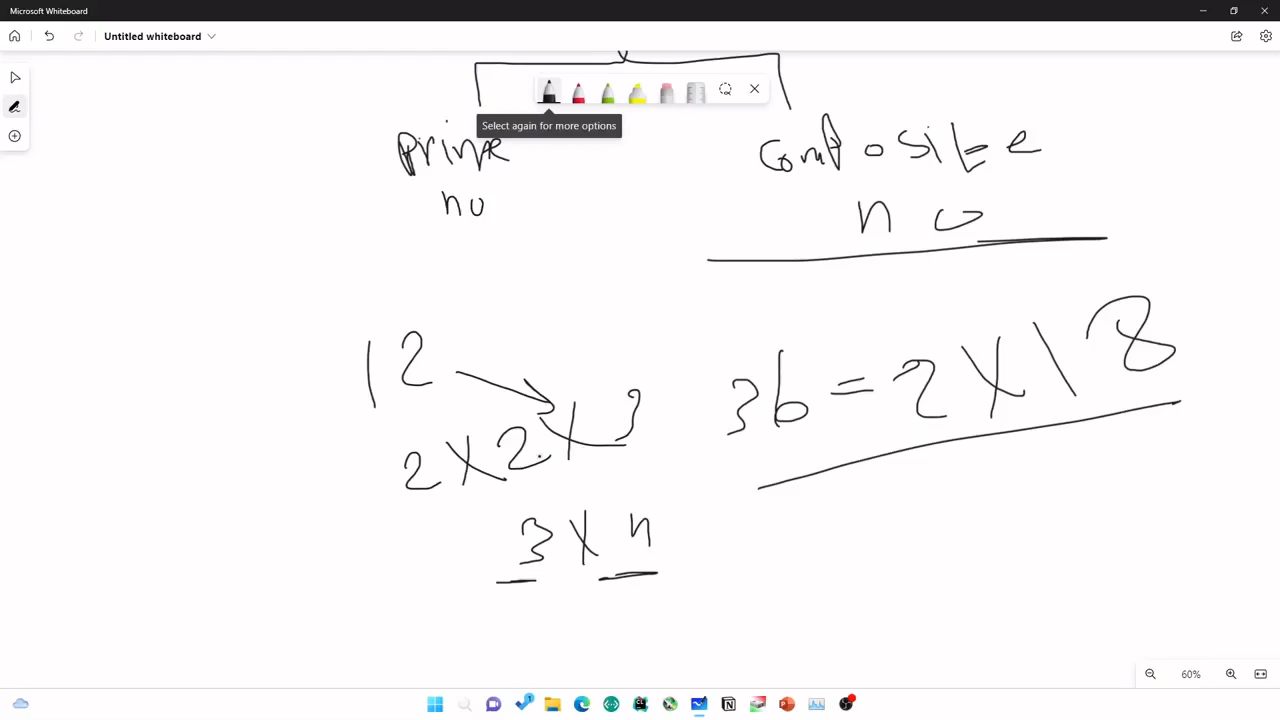 Microsoft Whiteboard
Untitled whiteboard
Select again for more options
prime
no
composite
no
12
2 X 2 X 3
3 X n
36 = 2 X 18
60%